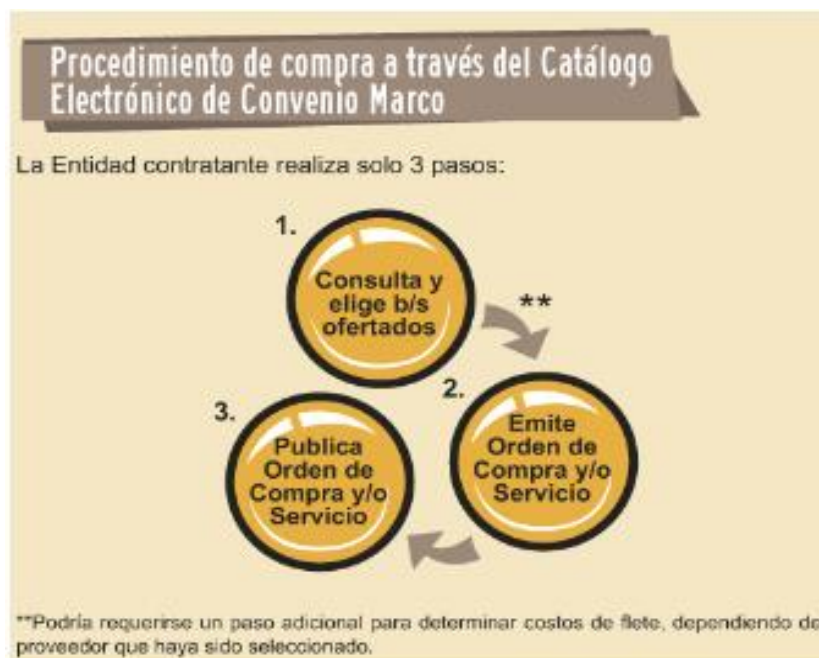 Procedimiento de compra a través del Catálogo
Electrónico de Convenio Marco
La Entidad contratante realiza solo 3 pasos:
1.
Consulta y
elige b/s
ofertados
**
2.
Emite
Orden de
Compra y/o
Servicio
3.
Publica
Orden de
Compra y/o
Servicio
**Podría requerirse un paso adicional para determinar costos de flete, dependiendo de
proveedor que haya sido seleccionado.